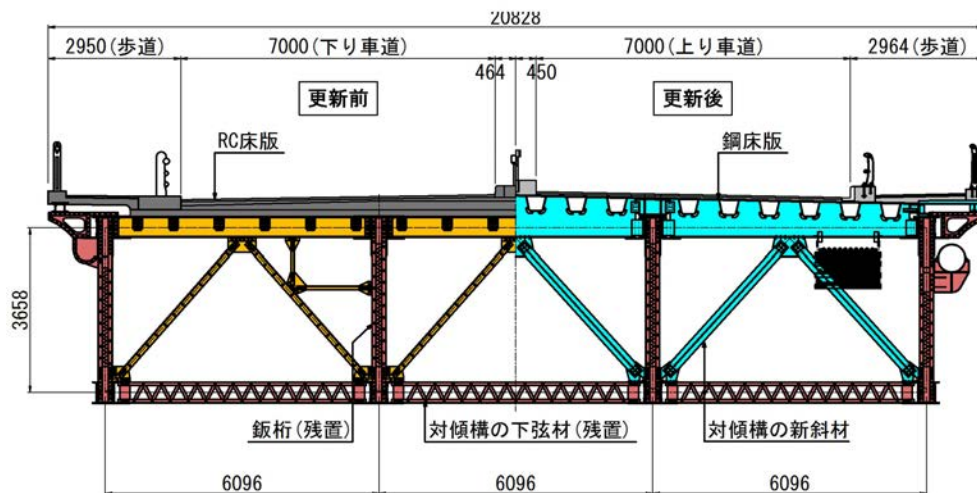 20828
2950(歩道)
7000(下り車道)
464
450
7000(上り車道)
2964(歩道)
更新前
更新後
RC床版
鋼床版
3658
鈑桁(残置)
対傾構の下弦材(残置)
対傾構の新斜材
6096
6096
6096